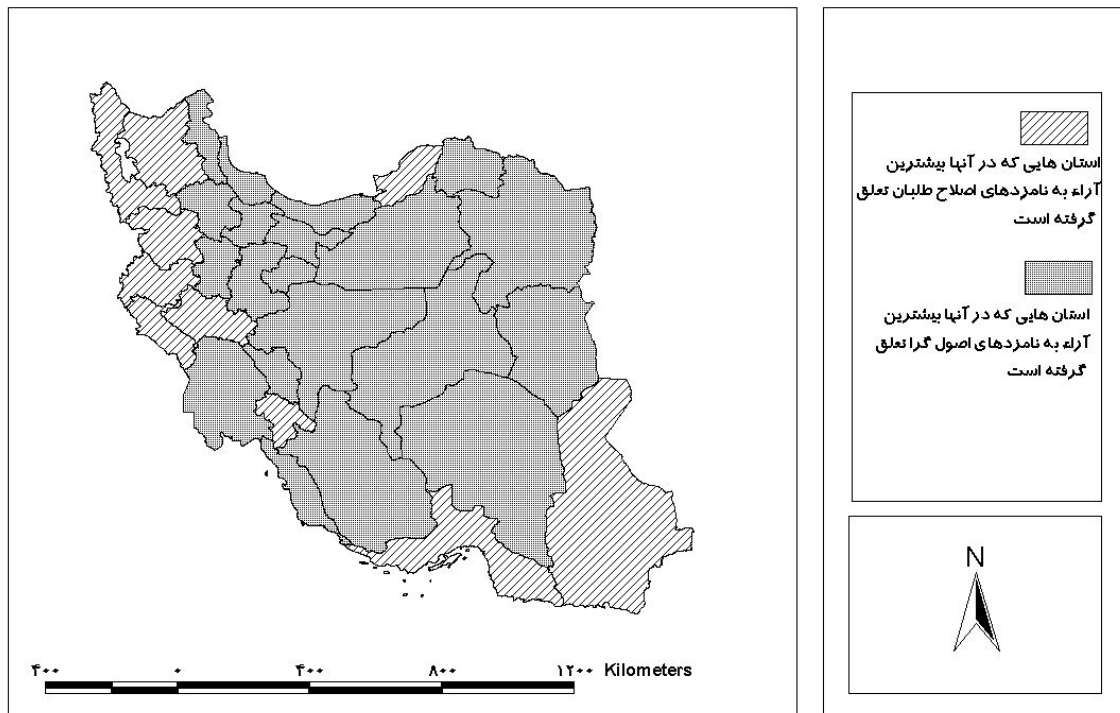 استان هایی که در آنها بیشترین
آراء به نامزدهای اصلاح طلبان تعلق
گرفته است
استان هایی که در آنها بیشترین
آراء به نامزدهای اصول گرا تعلق
گرفته است
N
۴۰۰ ۰ ۴۰۰ ۸۰۰ ۱۲۰۰ Kilometers